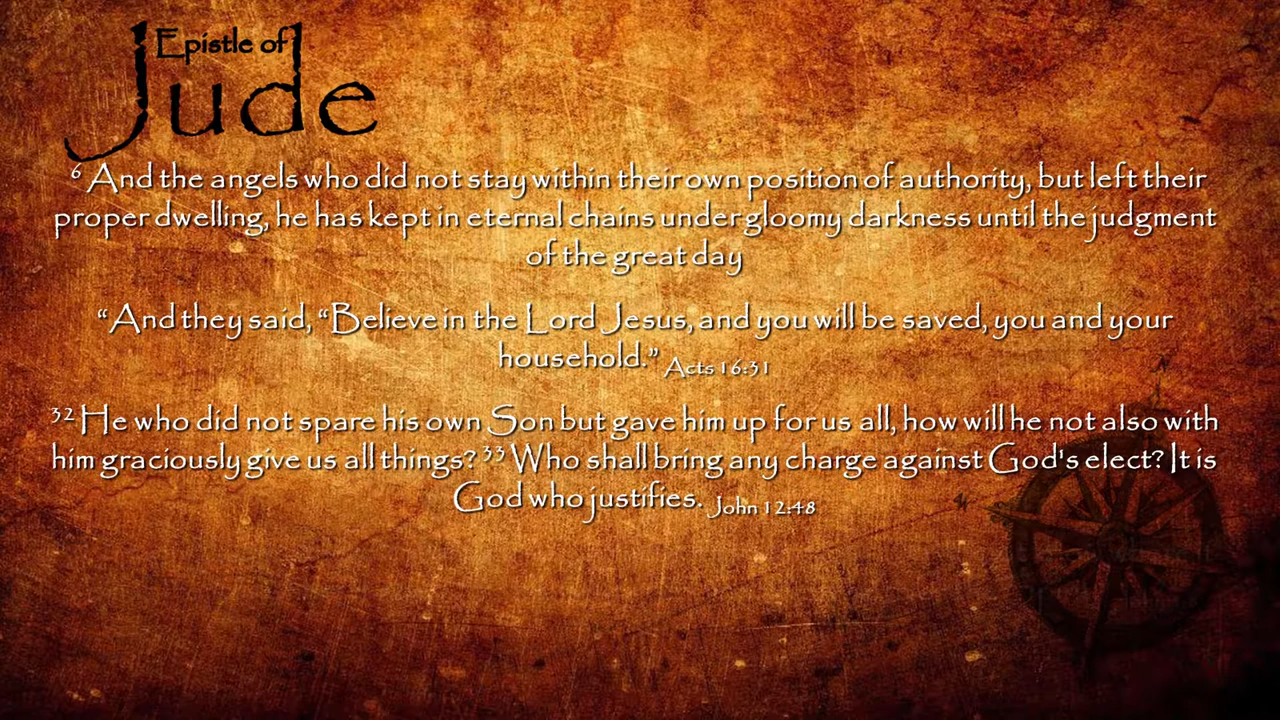 Epistle of
Jude
⁶ And the angels who did not stay within their own position of authority, but left their
proper dwelling, he has kept in eternal chains under gloomy darkness until the judgment
of the great day
“And they said, “Believe in the Lord Jesus, and you will be saved, you and your
household.” Acts 16:31
³² He who did not spare his own Son but gave him up for us all, how will he not also with
him graciously give us all things? ³³ Who shall bring any charge against God's elect? It is
God who justifies. John 12:48